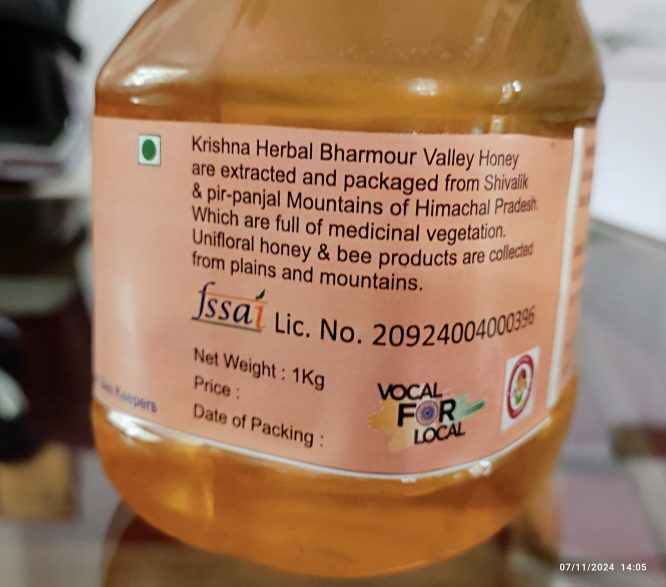 Krishna Herbal Bharmour Valley Honey
are extracted and packaged from Shivalik
& pir-panjal Mountains of Himachal Pradesh.
Which are full of medicinal vegetation.
Unifloral honey & bee products are collected
from plains and mountains.
fssai Lic. No. 20924004000396
Net Weight : 1Kg
Price :
Date of Packing :
Keepers
VOCAL
FOR
LOCAL
07/11/2024 14:05